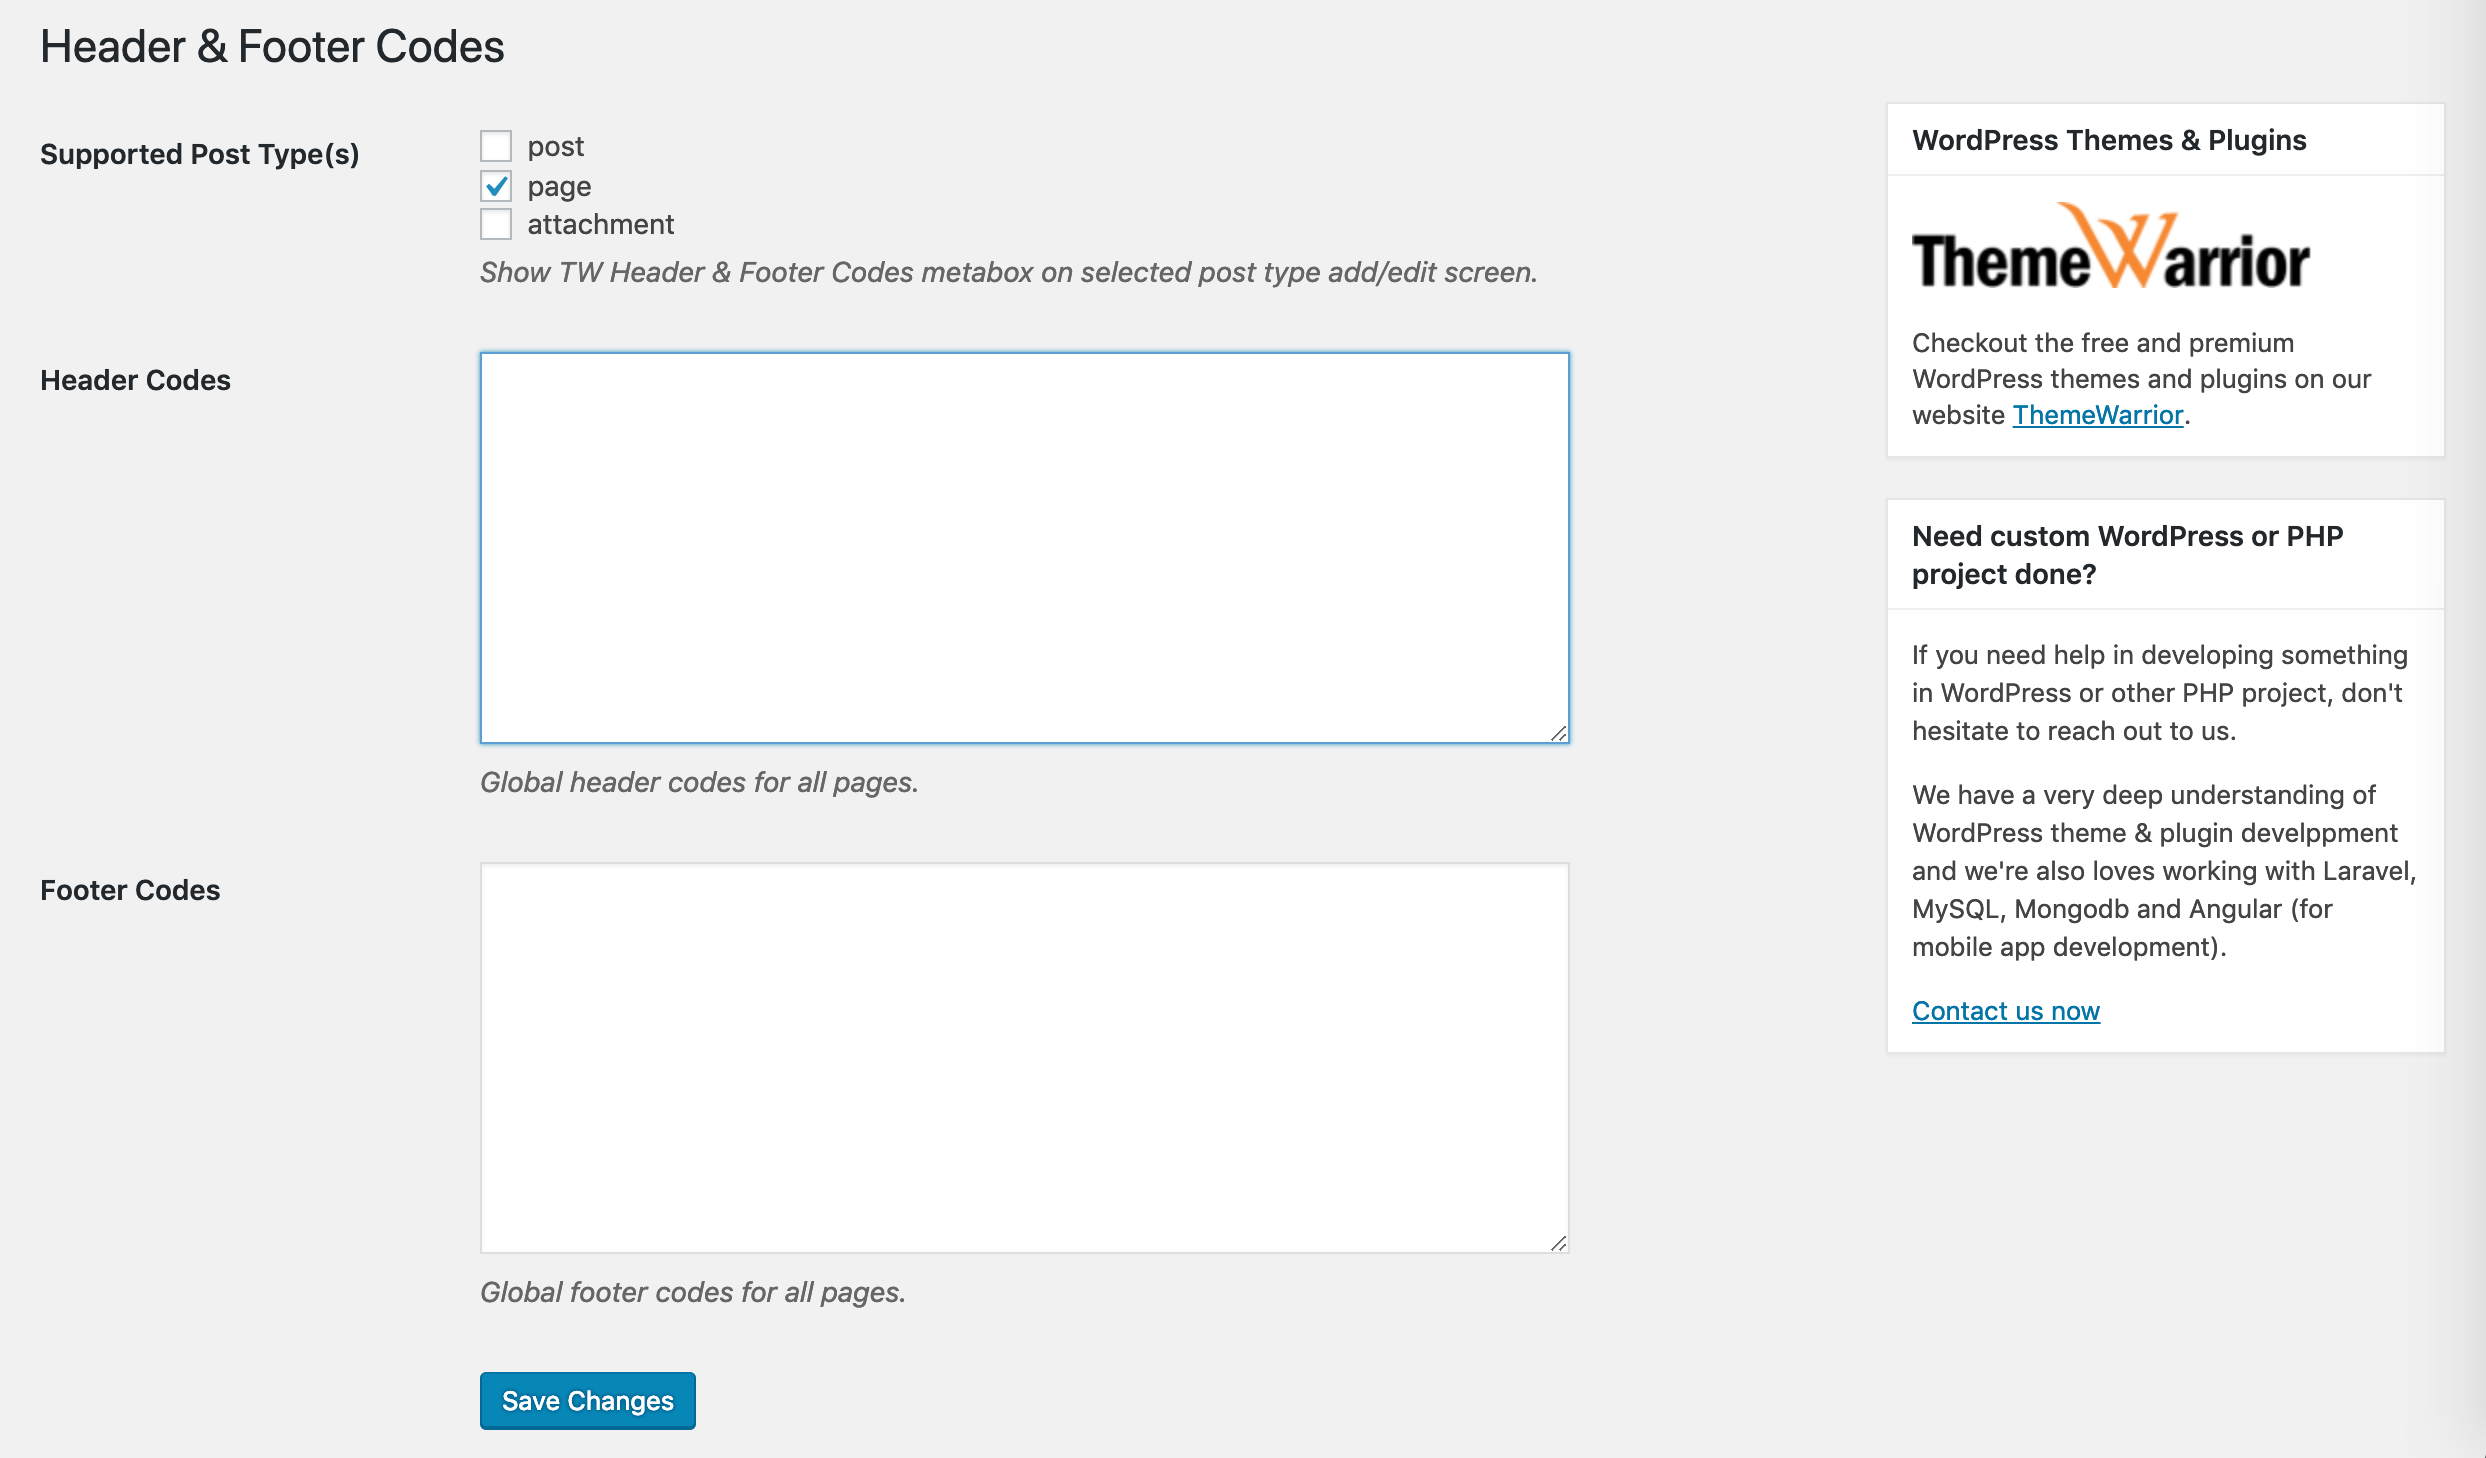 Header & Footer Codes
Supported Post Type(s)
post
page
attachment
Show TW Header & Footer Codes metabox on selected post type add/edit screen.
Header Codes
Global header codes for all pages.
Footer Codes
Global footer codes for all pages.
Save Changes
WordPress Themes & Plugins
ThemeWarrior
Checkout the free and premium
WordPress themes and plugins on our
website ThemeWarrior.
Need custom WordPress or PHP
project done?
If you need help in developing something
in WordPress or other PHP project, don't
hesitate to reach out to us.
We have a very deep understanding of
WordPress theme & plugin develppment
and we're also loves working with Laravel,
MySQL, Mongodb and Angular (for
mobile app development).
Contact us now